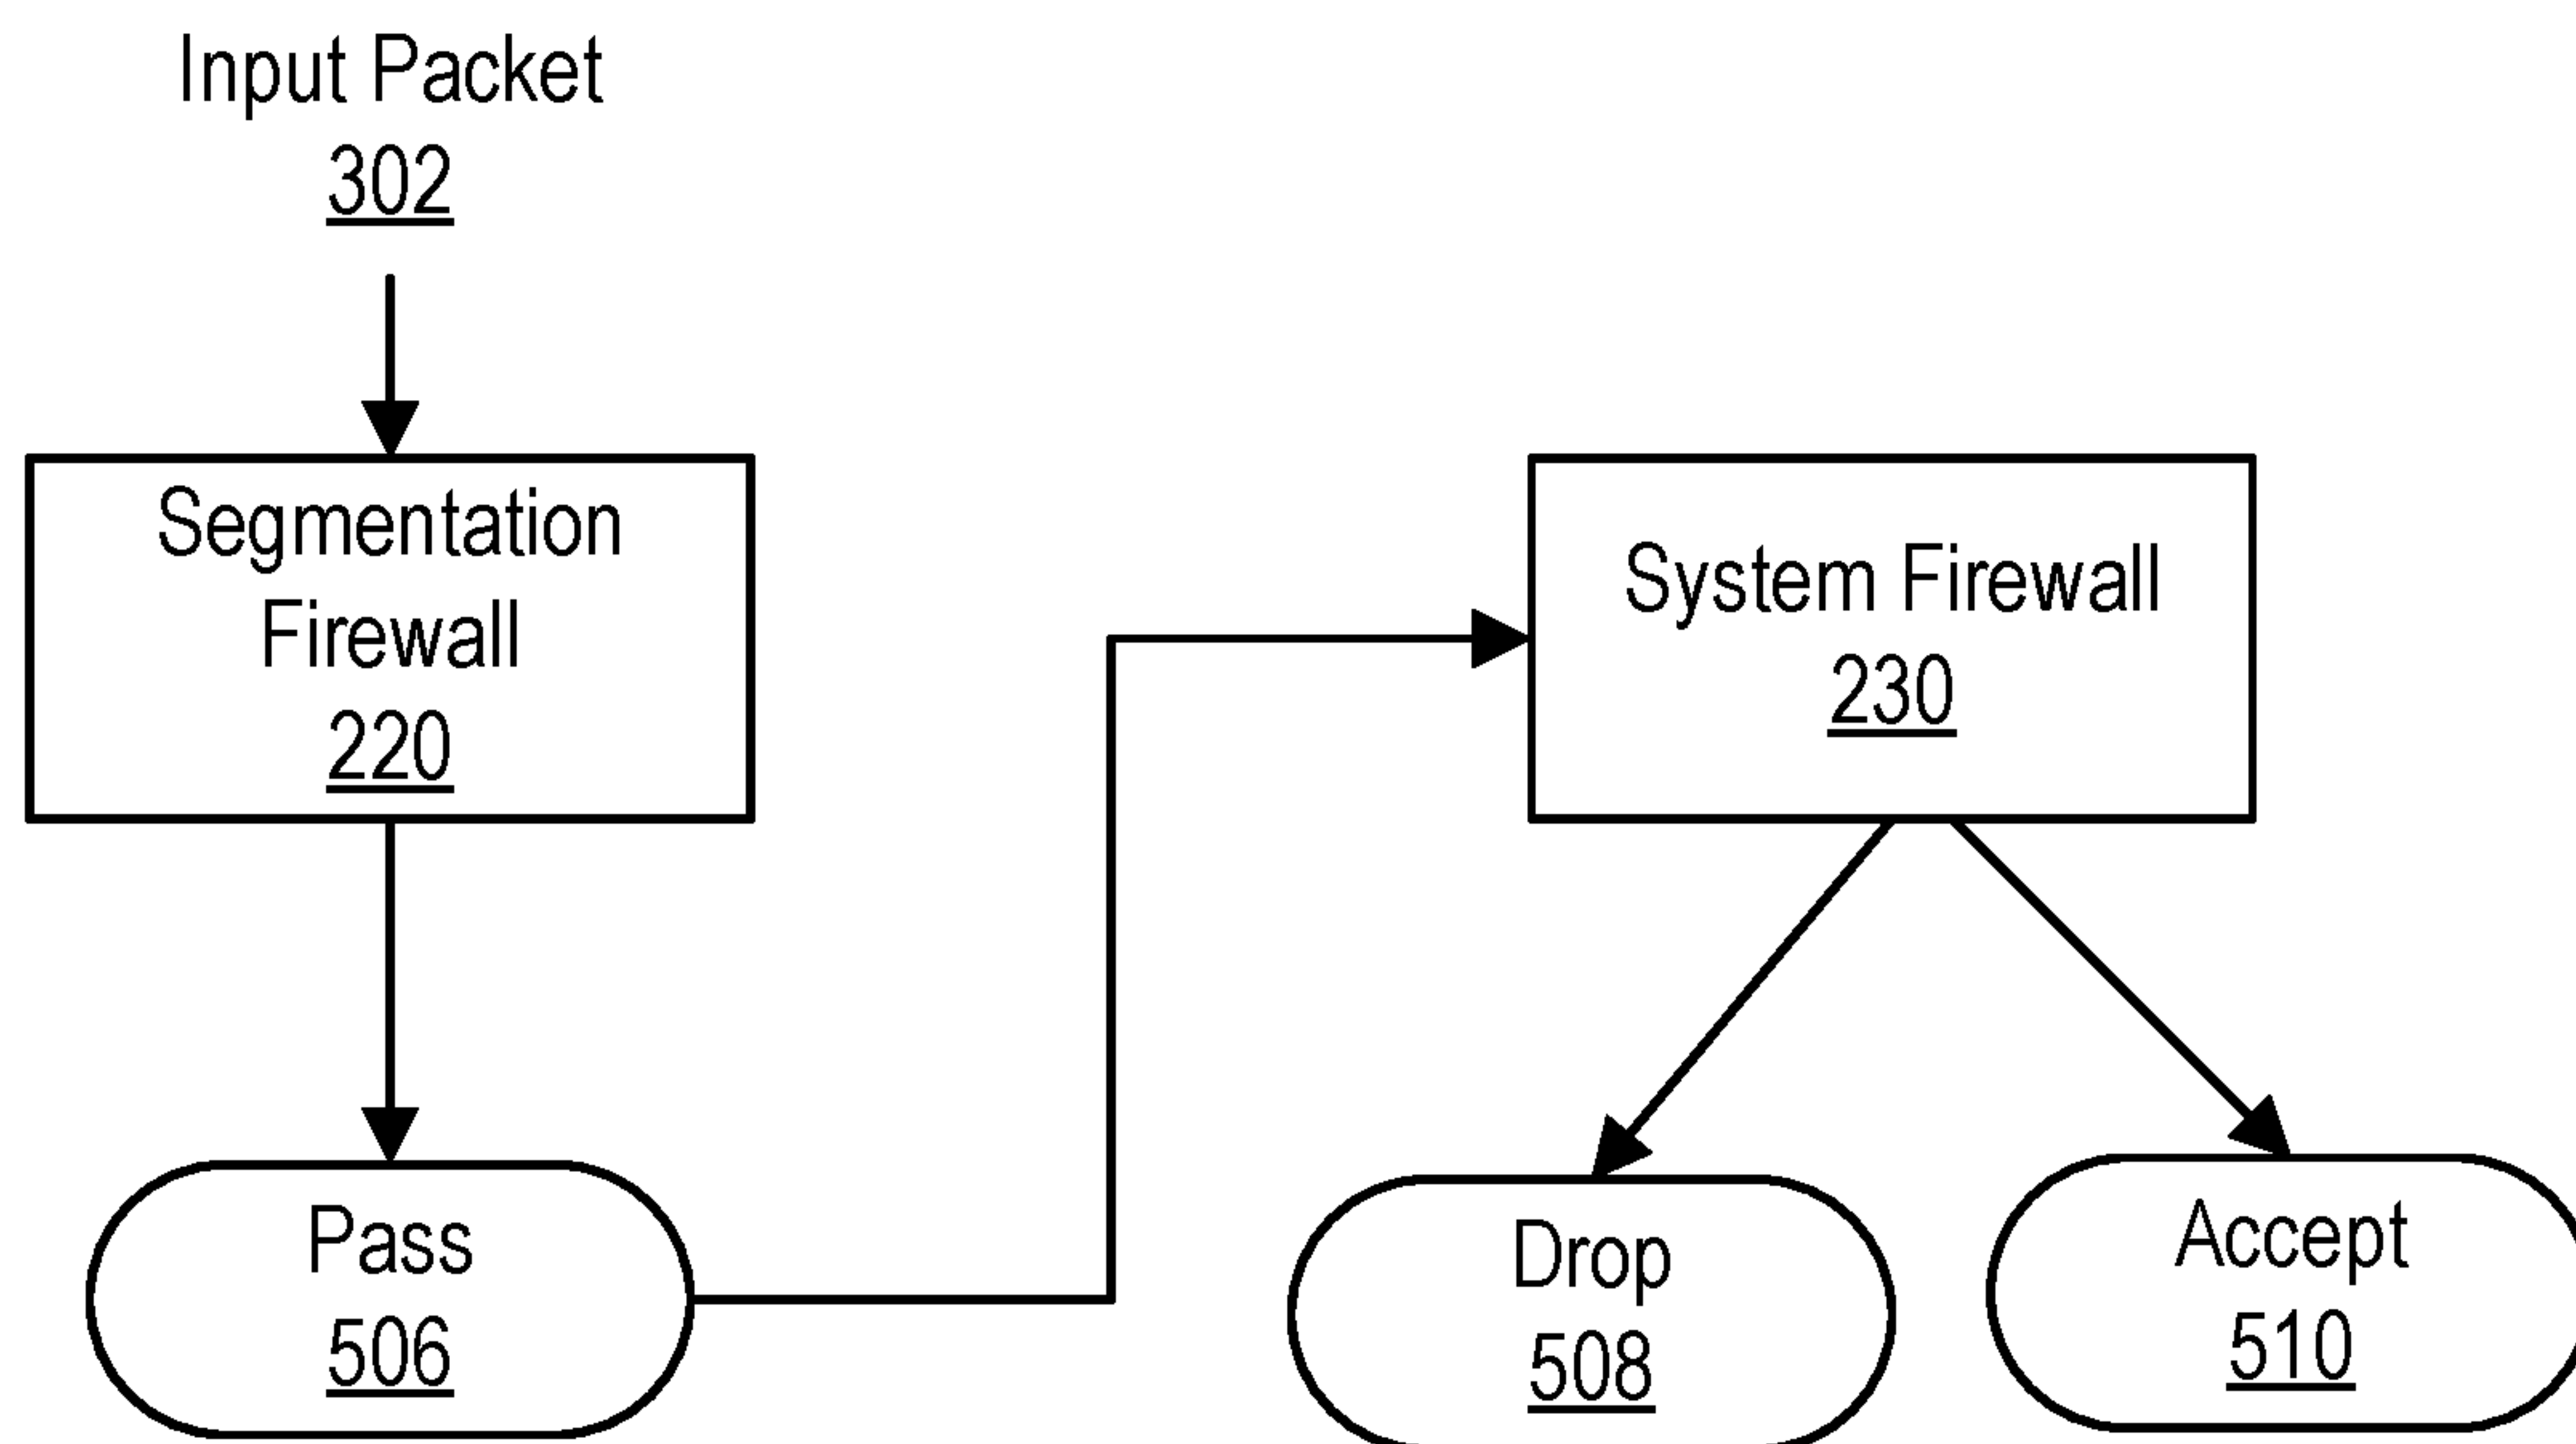 Input Packet
302
Segmentation
Firewall
220
System Firewall
230
Pass
506
Drop
508
Accept
510